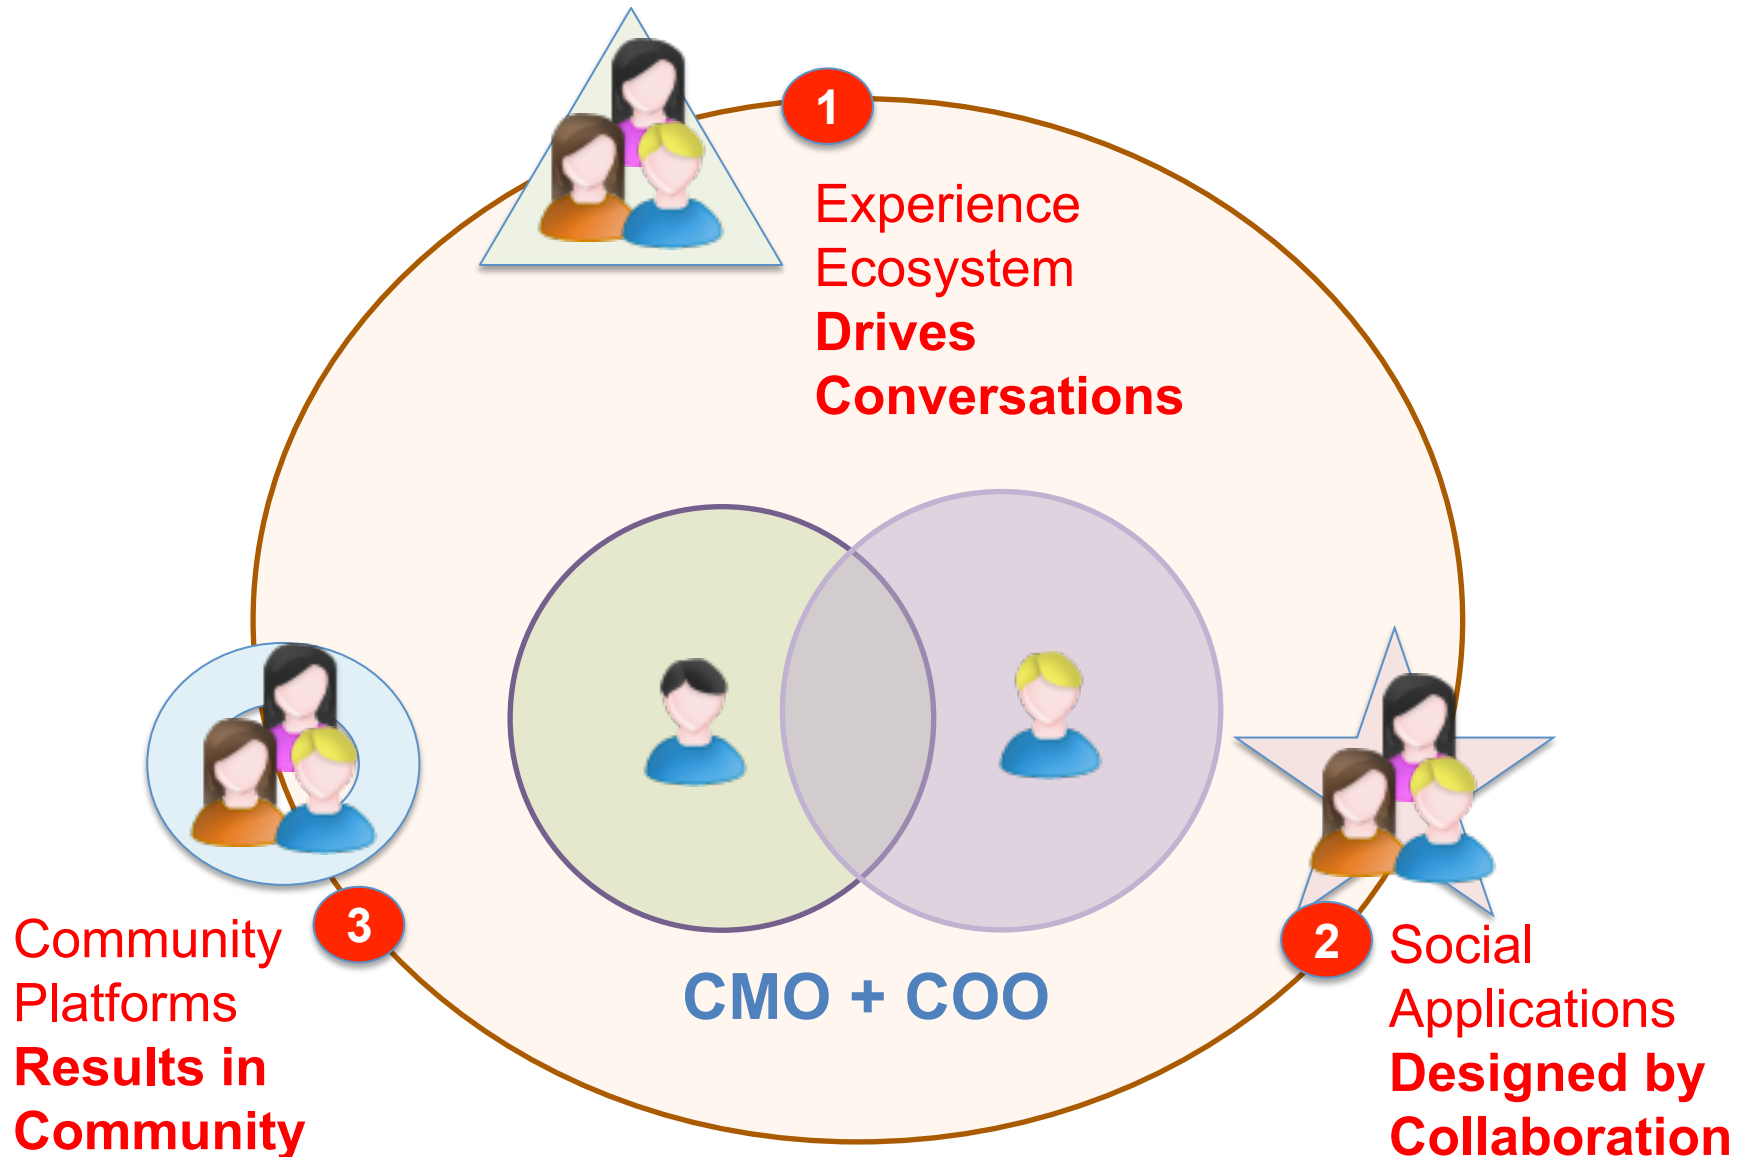 1
Experience
Ecosystem
Drives
Conversations
CMO + COO
2
Social
Applications
Designed by
Collaboration
3
Community
Platforms
Results in
Community